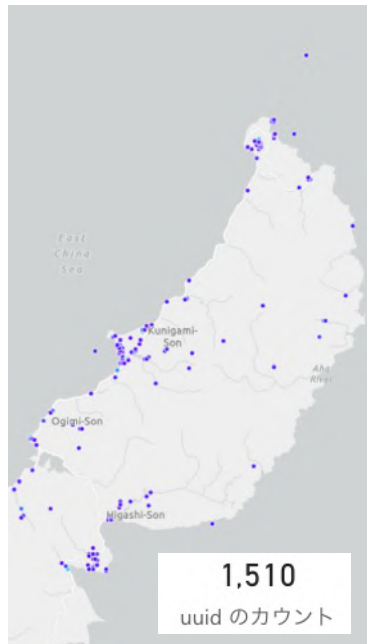 East
China
Sea
Kunigami-
Son
Aha
River
Ogimi-Son
Higashi-Son
1,510
uuid のカウント